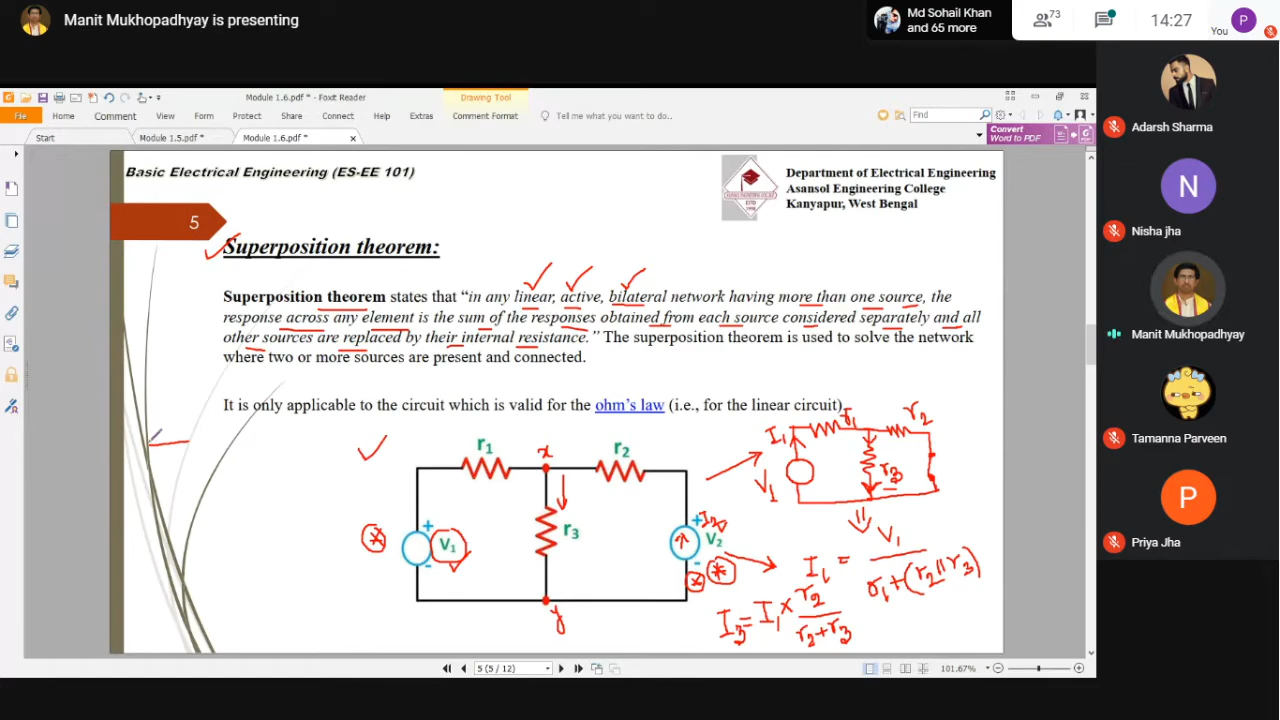 Manit Mukhopadhyay is presenting
Md Sohail Khan
and 65 more
73
14:27
You
P
Module 1.6.pdf * - Foxit Reader
Drawing Tool
File
Home
Comment
View
Form
Protect
Share
Connect
Help
Extras
Comment Format
Tell me what you want to do..
Find
Start
Module 1.5.pdf *
Module 1.6.pdf *
Convert
Word to PDF
Basic Electrical Engineering (ES-EE 101)
Department of Electrical Engineering
Asansol Engineering College
Kanyapur, West Bengal
5
Superposition theorem:
Superposition theorem states that “in any linear, active, bilateral network having more than one source, the
response across any element is the sum of the responses obtained from each source considered separately and all
other sources are replaced by their internal resistance.” The superposition theorem is used to solve the network
where two or more sources are present and connected.
It is only applicable to the circuit which is valid for the ohm’s law (i.e., for the linear circuit).
r1
x
r2
+
V1
-
r3
+
V2
-
y
I1
r1
r2
V1
r3
I1 = V1
r1+(r2||r3)
I3 = I1 × r2
r2+r3
5 (5 / 12)
101.67%
Adarsh Sharma
N
Nisha jha
Manit Mukhopadhyay
Tamanna Parveen
P
Priya Jha